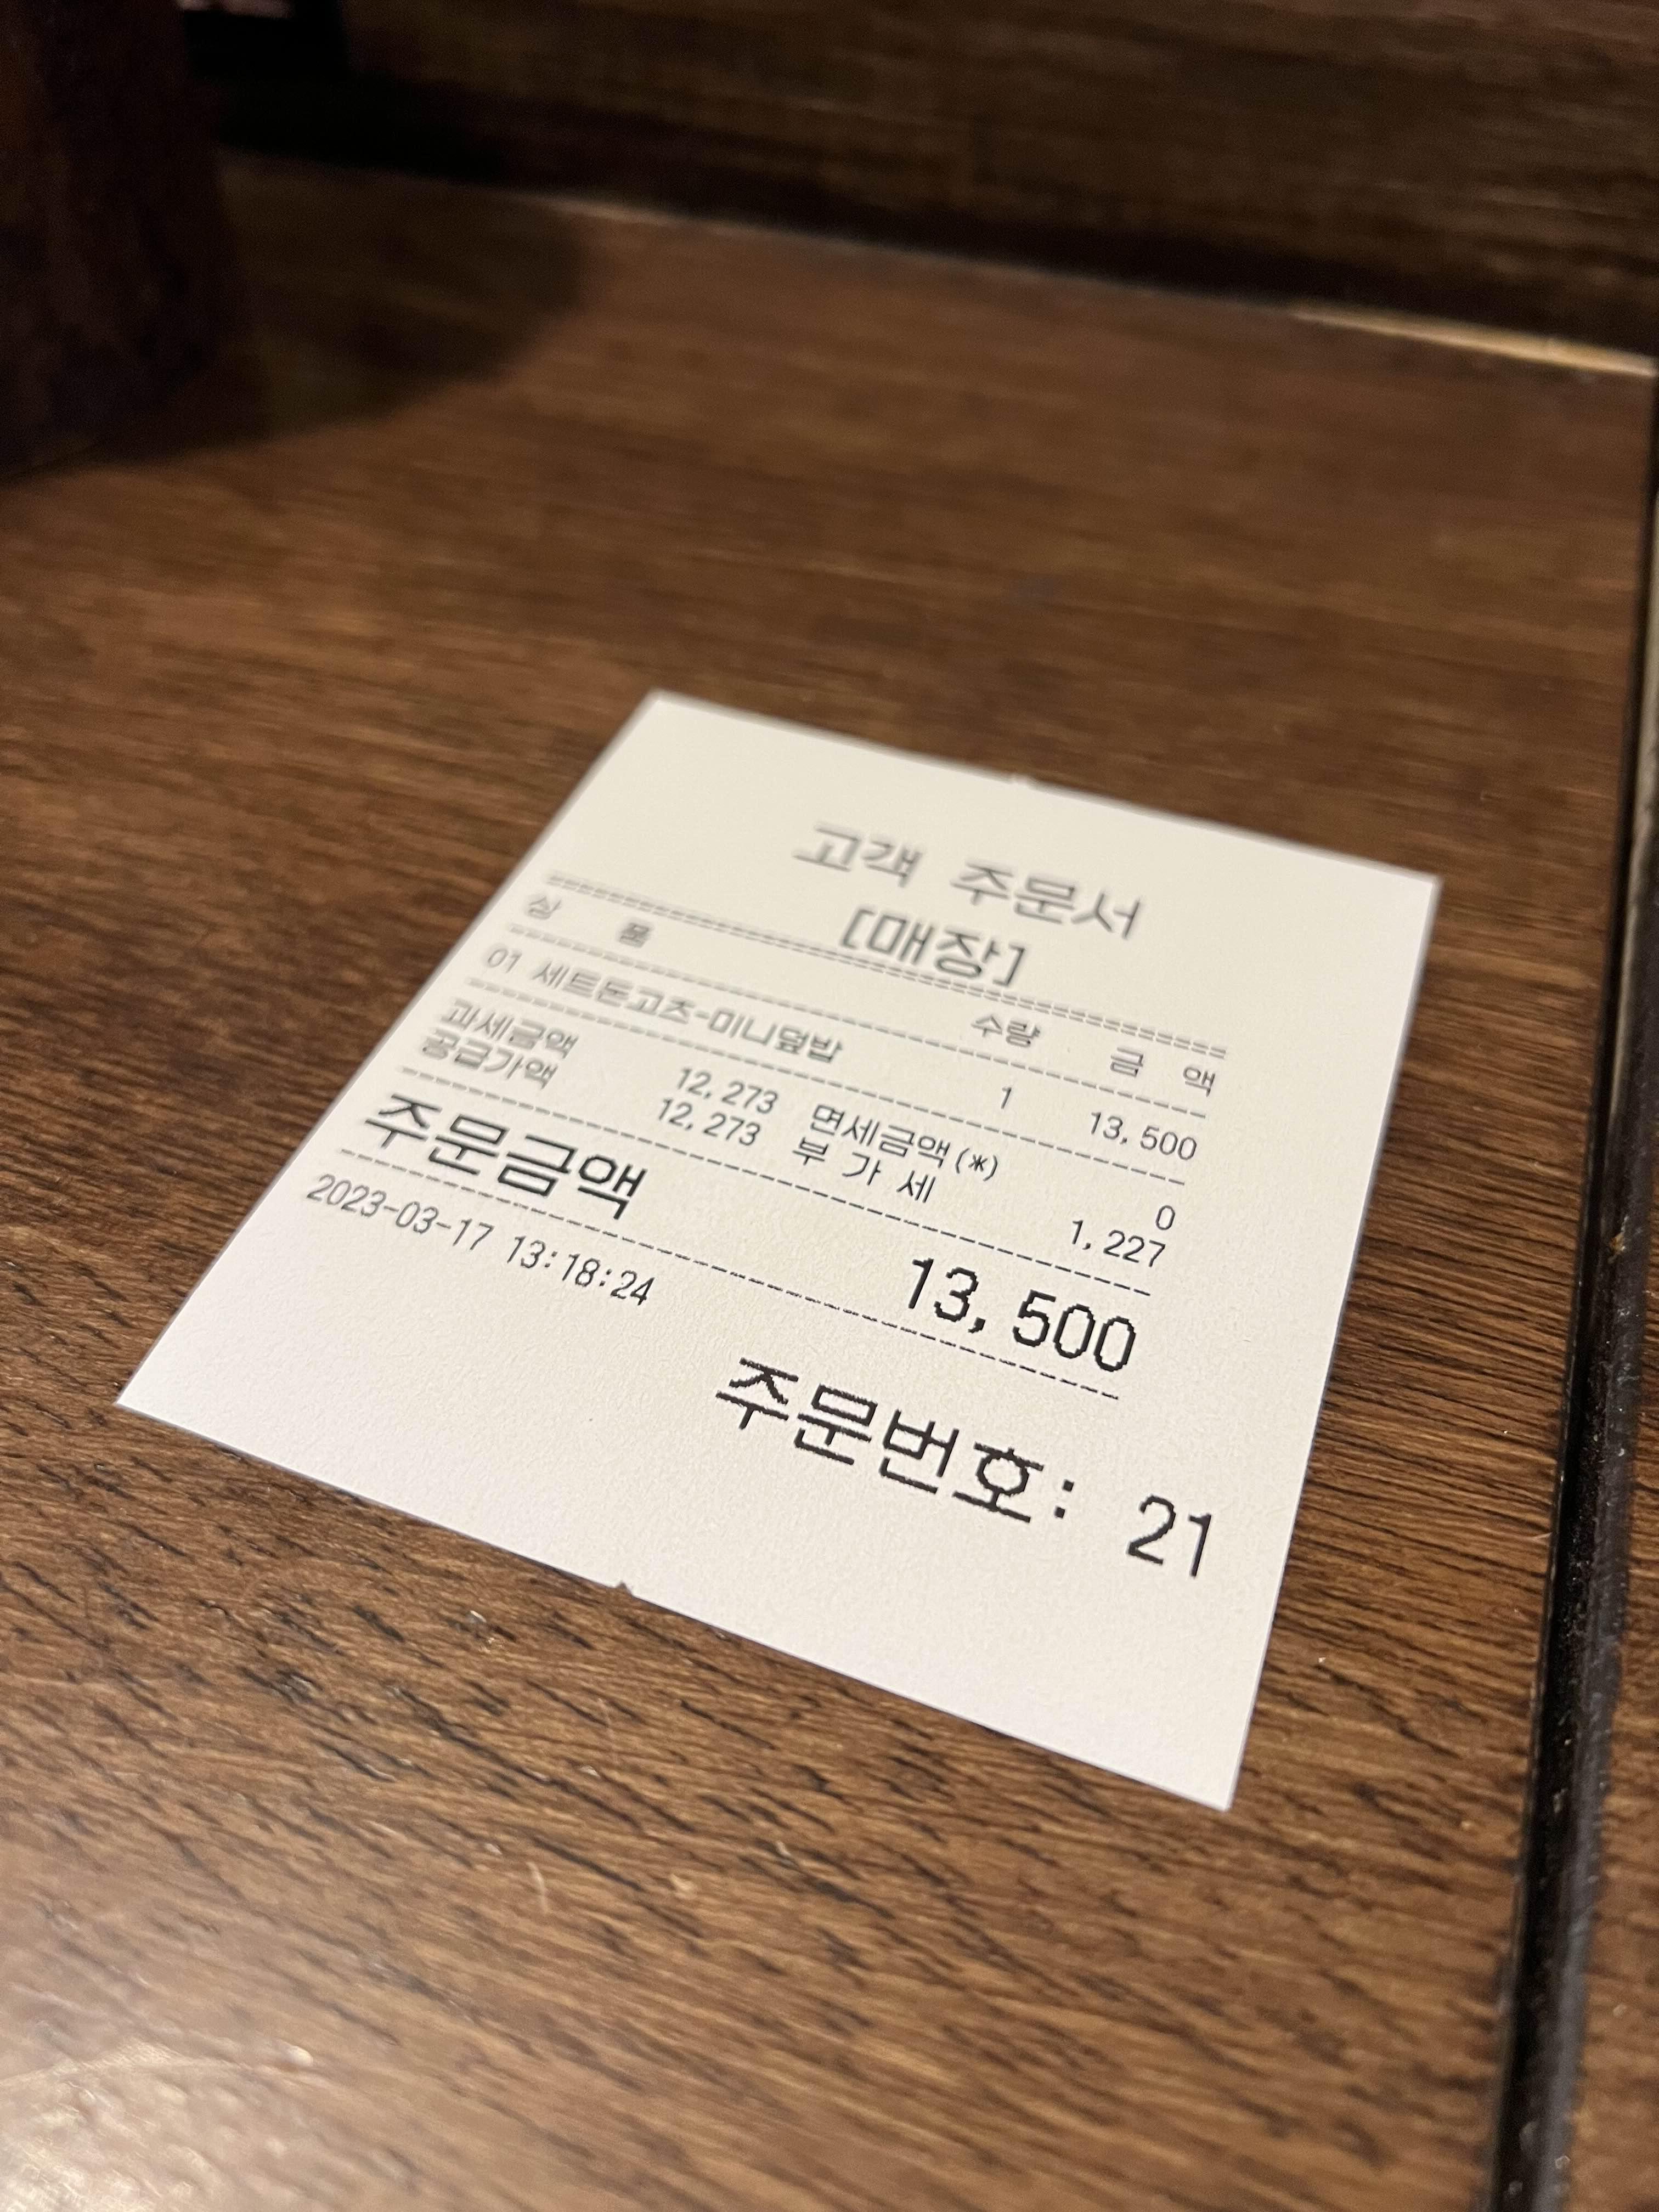 고객 주문서
[매장]
================================
상 품 수량 금 액
--------------------------------
01 세트돈고츠-미니덮밥 1 13,500
--------------------------------
과세금액 12,273 면세금액(*) 0
공급가액 12,273 부 가 세 1,227
--------------------------------
주문금액 13,500
--------------------------------
2023-03-17 13:18:24
주문번호: 21